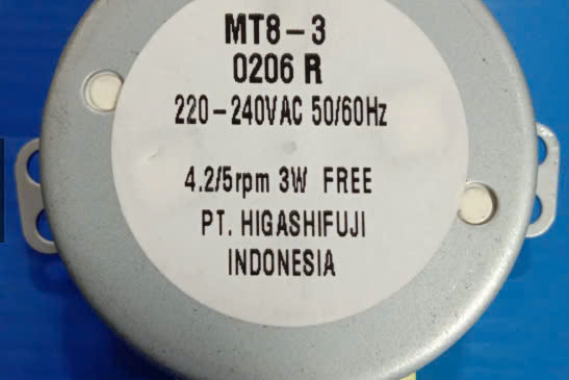 MT8-3
0206 R
220-240VAC 50/60Hz
4.2/5rpm 3W FREE
PT. HIGASHIFUJI
INDONESIA